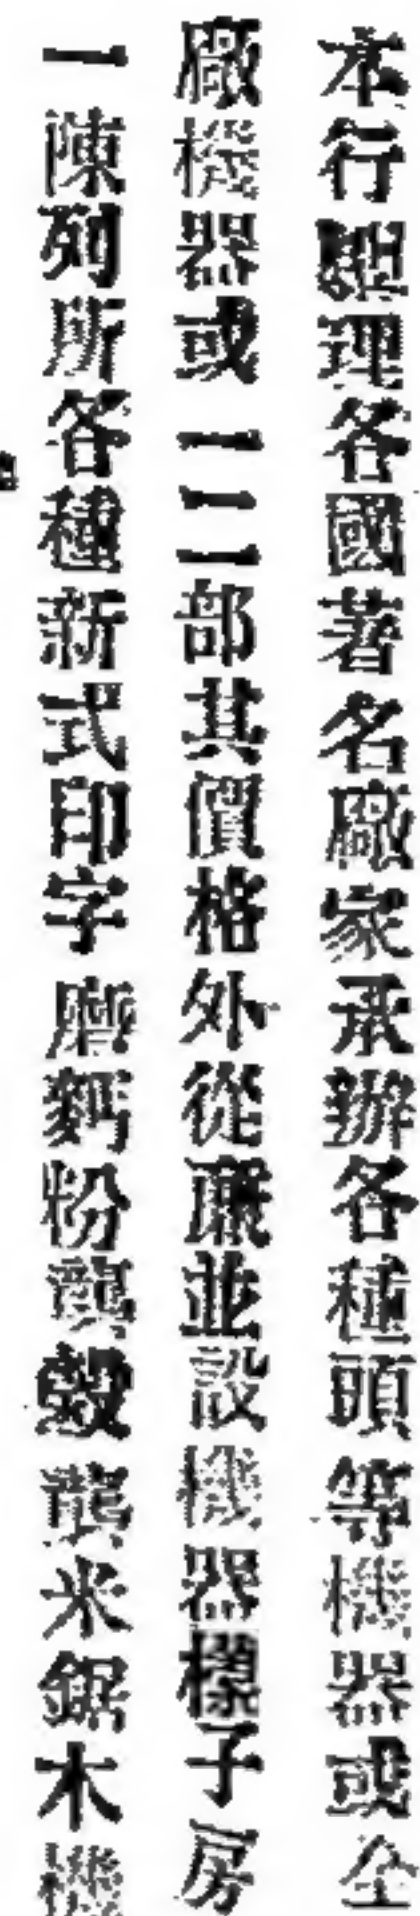 本行經理各國著名廠家承辦各種頭等機器或全
廠機器或一二部其價格外從廉並設機器樣子房
一陳列所各種新式印字磨麪粉礱穀礱米鋸木機